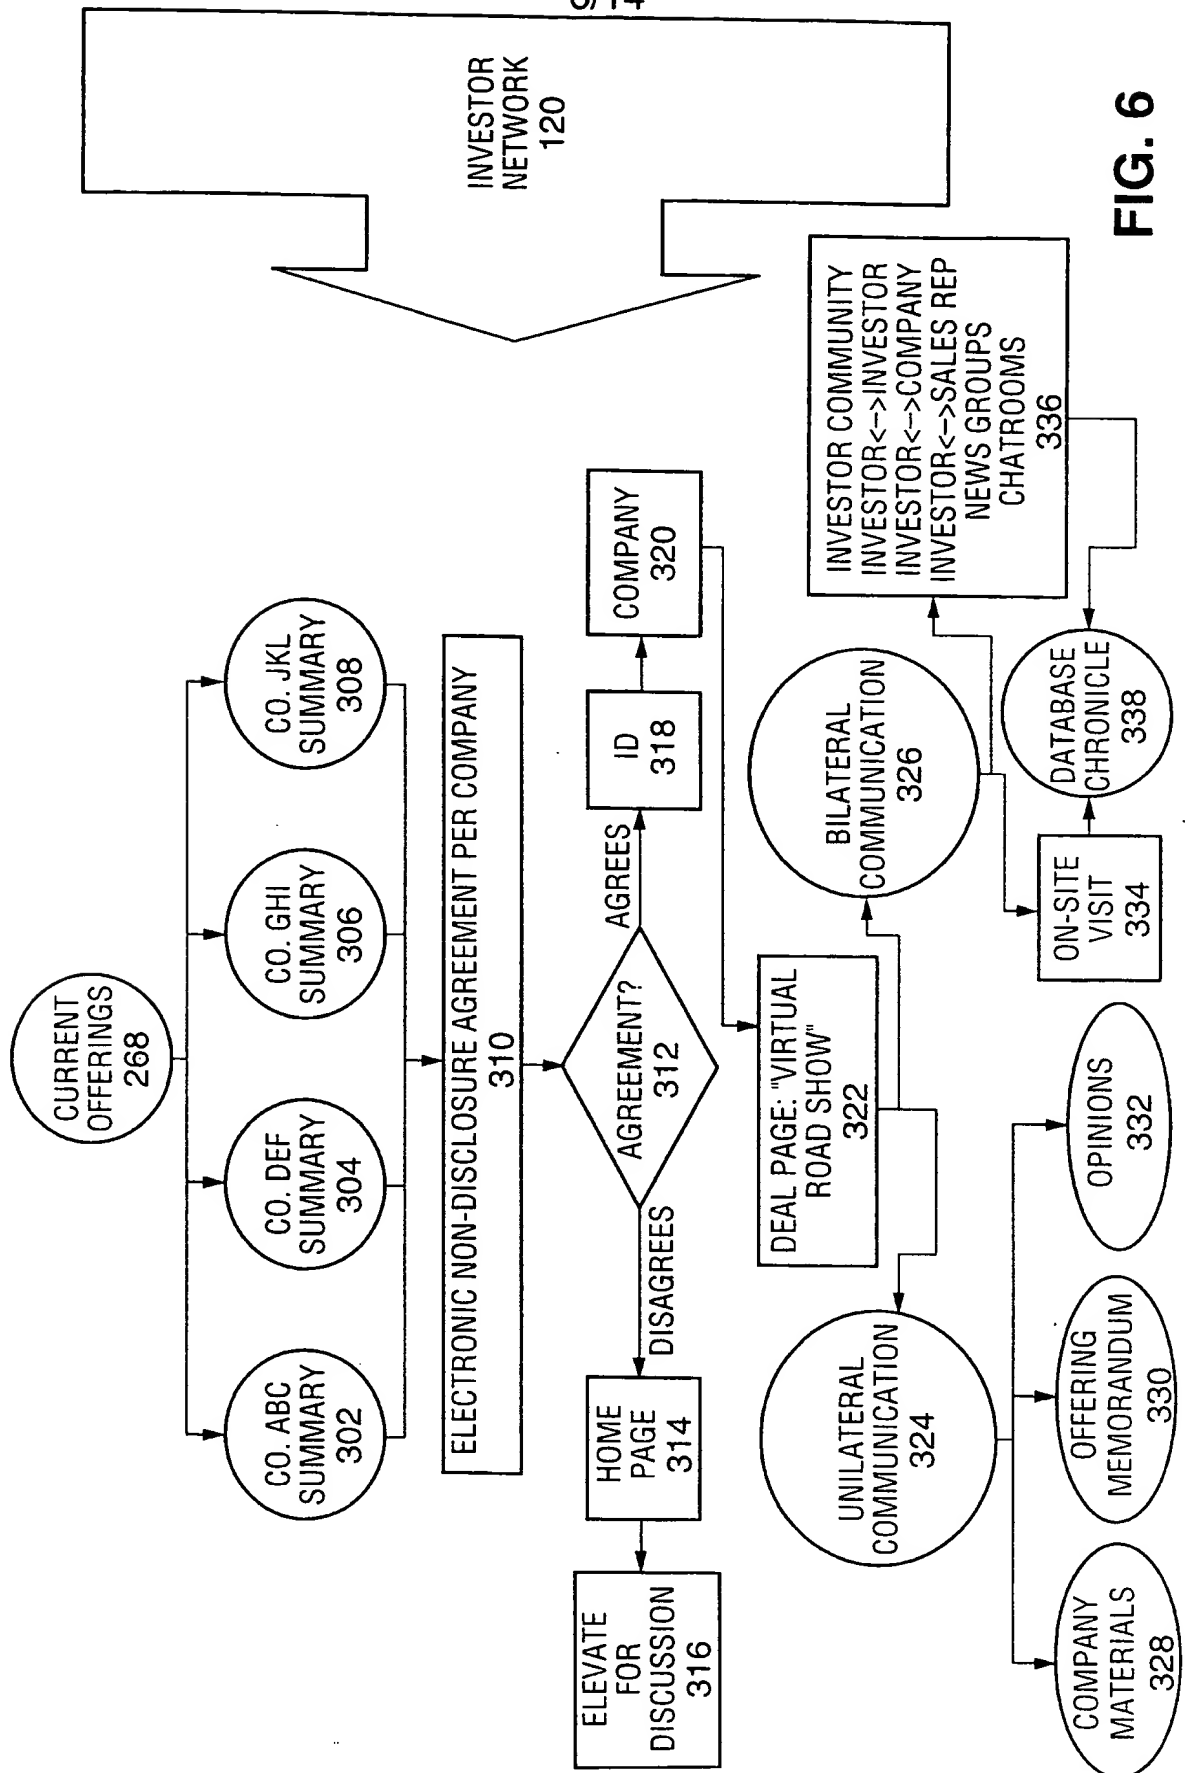 6/14
INVESTOR
NETWORK
120
CURRENT
OFFERINGS
268
CO. ABC
SUMMARY
302
CO. DEF
SUMMARY
304
CO. GHI
SUMMARY
306
CO. JKL
SUMMARY
308
ELECTRONIC NON-DISCLOSURE AGREEMENT PER COMPANY
310
AGREEMENT?
312
DISAGREES
AGREES
ELEVATE
FOR
DISCUSSION
316
HOME
PAGE
314
ID
318
COMPANY
320
DEAL PAGE: "VIRTUAL
ROAD SHOW"
322
UNILATERAL
COMMUNICATION
324
BILATERAL
COMMUNICATION
326
INVESTOR COMMUNITY
INVESTOR<-->INVESTOR
INVESTOR<-->COMPANY
INVESTOR<-->SALES REP
NEWS GROUPS
CHATROOMS
336
COMPANY
MATERIALS
328
OFFERING
MEMORANDUM
330
OPINIONS
332
ON-SITE
VISIT
334
DATABASE
CHRONICLE
338
FIG. 6